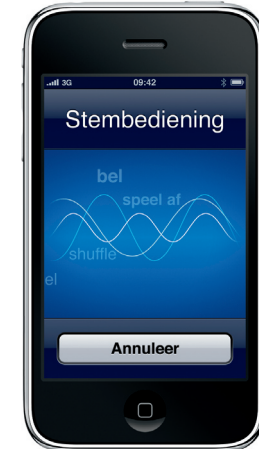 3G 09:42
Stembediening
bel
speel af
shuffle
el
Annuleer